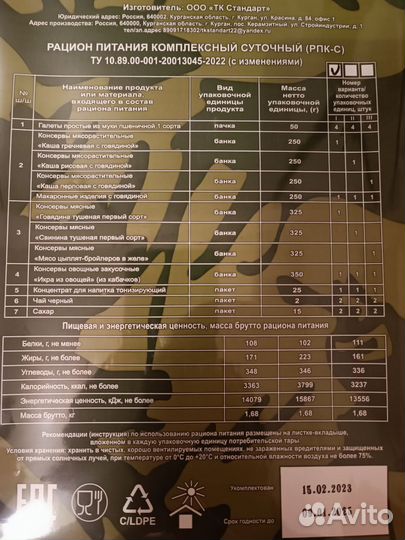 Изготовитель: ООО «ТК Стандарт»
Юридический адрес: Россия, 640002, Курганская область, г. Курган, ул. Красина, д. 84, офис 1
Адрес производства: Россия, 640000, Курганская область, г. Курган, пос. Керамзитный, ул. Стройиндустрии, д. 1
тел./эл. адрес 89091718302/tkstandart22@yandex.ru
РАЦИОН ПИТАНИЯ КОМПЛЕКСНЫЙ СУТОЧНЫЙ (РПК-С)
ТУ 10.89.00-001-20013045-2022 (с изменениями)
№ ш/ш Наименование продукта или материала, входящего в состав рациона питания Вид упаковочной единицы продукта Масса нетто упаковочной единицы, (г) Номер варианта/ количество упаковочных единиц, штук
I II III
1 Галеты простые из муки пшеничной 1 сорта пачка 50 4 4 4
2 Консервы мясорастительные «Каша гречневая с говядиной» банка 250 1
Консервы мясорастительные «Каша рисовая с говядиной» банка 250 1
Консервы мясорастительные «Каша перловая с говядиной» банка 250 1
Макаронные изделия с говядиной банка 250 1 1 1
3 Консервы мясные «Говядина тушеная первый сорт» банка 325 1
Консервы мясные «Свинина тушеная первый сорт» банка 325 1
Консервы мясные «Мясо цыплят-бройлеров в желе» банка 325 1
4 Консервы овощные закусочные «Икра из овощей» (из кабачков) банка 350 1 1 1
5 Концентрат для напитка тонизирующий пакет 25 1 1 1
6 Чай черный пакет 2 2 2 2
7 Сахар пакет 15 2 2 2
Пищевая и энергетическая ценность, масса брутто рациона питания
Белки, г, не менее 108 102 111
Жиры, г, не более 171 223 161
Углеводы, г, не более 348 346 336
Калорийность, ккал, не более 3363 3799 3237
Энергетическая ценность, кДж, не более 14079 15867 13556
Масса брутто, кг 1,68 1,68 1,68
Рекомендации (инструкция) по использованию рациона питания размещены на листке-вкладыше,
вложенном в каждую упаковочную единицу потребительской тары
Условия хранения: хранить в чистых, хорошо вентилируемых помещениях, не зараженных вредителями и защищенных
от прямых солнечных лучей, при температуре от 0°С до +20°С и относительной влажности воздуха не более 75%.
ЕАС
C/LDPE
Укомплектован 15.02.2023
Срок годности до
Avito